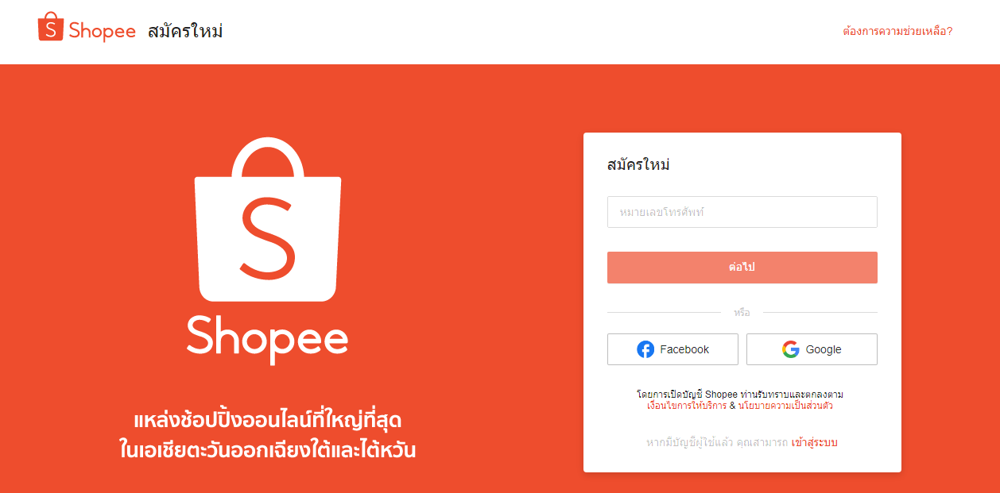 Shopee สมัครใหม่
ต้องการความช่วยเหลือ?
S
Shopee
แหล่งช้อปปิ้งออนไลน์ที่ใหญ่ที่สุด
ในเอเชียตะวันออกเฉียงใต้และไต้หวัน
สมัครใหม่
หมายเลขโทรศัพท์
ต่อไป
หรือ
Facebook
Google
โดยการเปิดบัญชี Shopee ท่านรับทราบและตกลงตาม
เงื่อนไขการให้บริการ & นโยบายความเป็นส่วนตัว
หากมีบัญชีผู้ใช้แล้ว คุณสามารถ เข้าสู่ระบบ